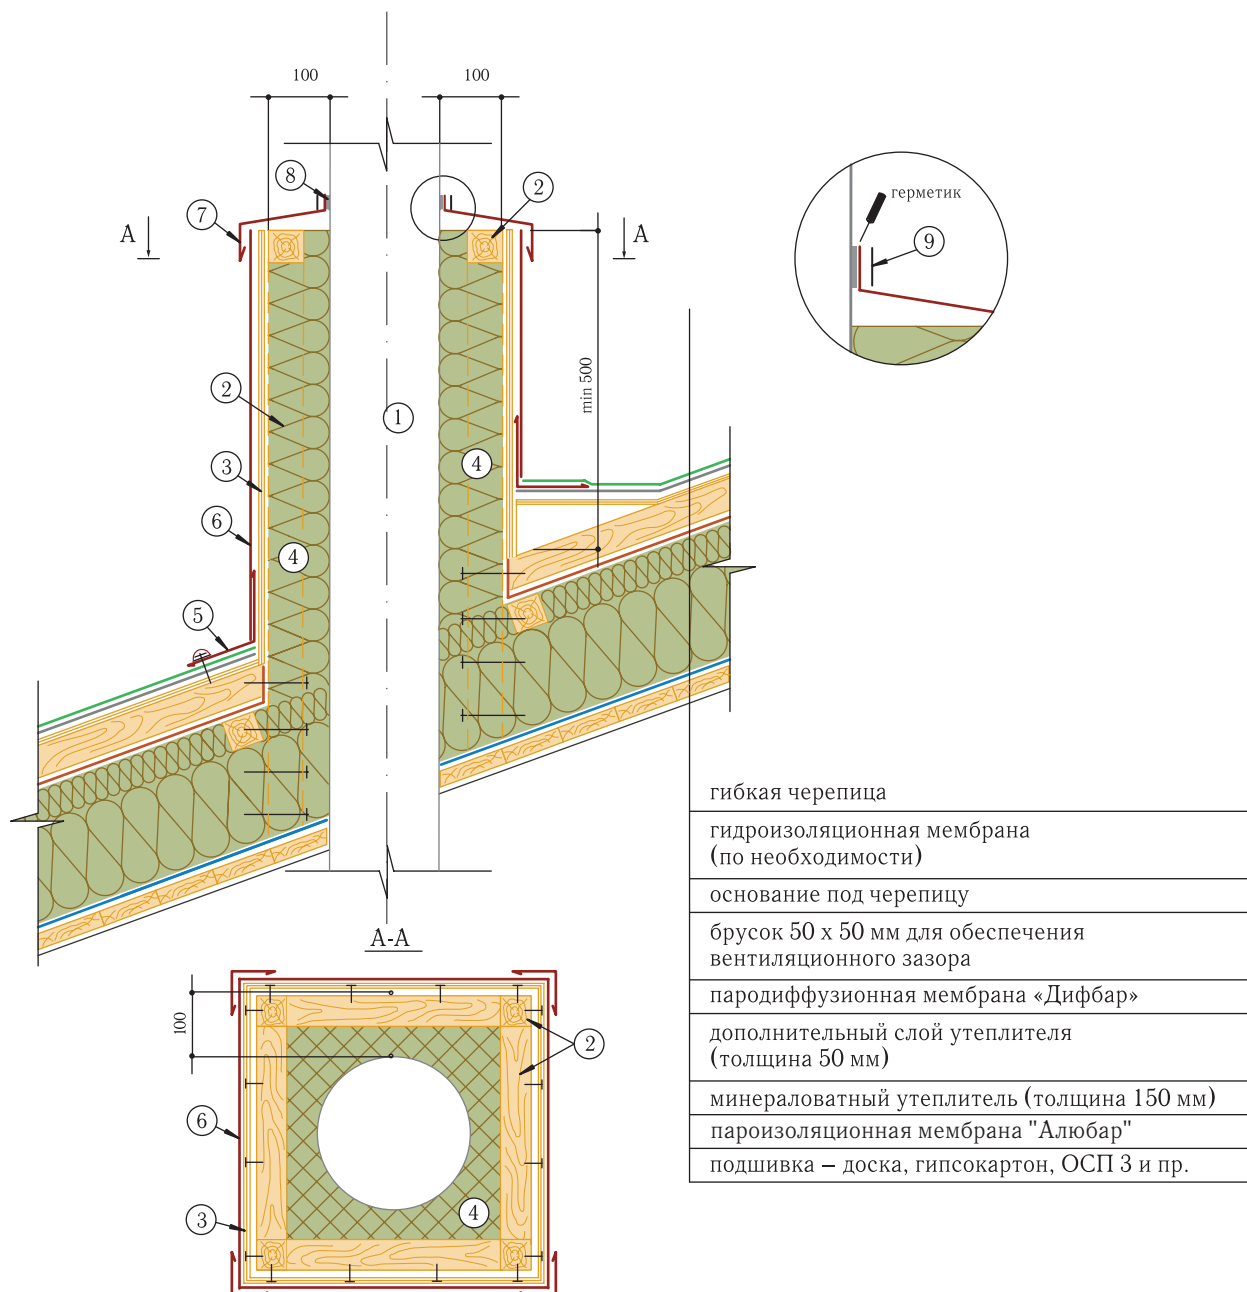 100
100
8
2
7
герметик
А
А
9
2
min 500
1
3
4
6
4
5
гибкая черепица
гидроизоляционная мембрана
(по необходимости)
основание под черепицу
брусок 50 х 50 мм для обеспечения
вентиляционного зазора
пародиффузионная мембрана «Дифбар»
дополнительный слой утеплителя
(толщина 50 мм)
минераловатный утеплитель (толщина 150 мм)
пароизоляционная мембрана "Алюбар"
подшивка – доска, гипсокартон, ОСП 3 и пр.
А-А
100
2
6
3
4